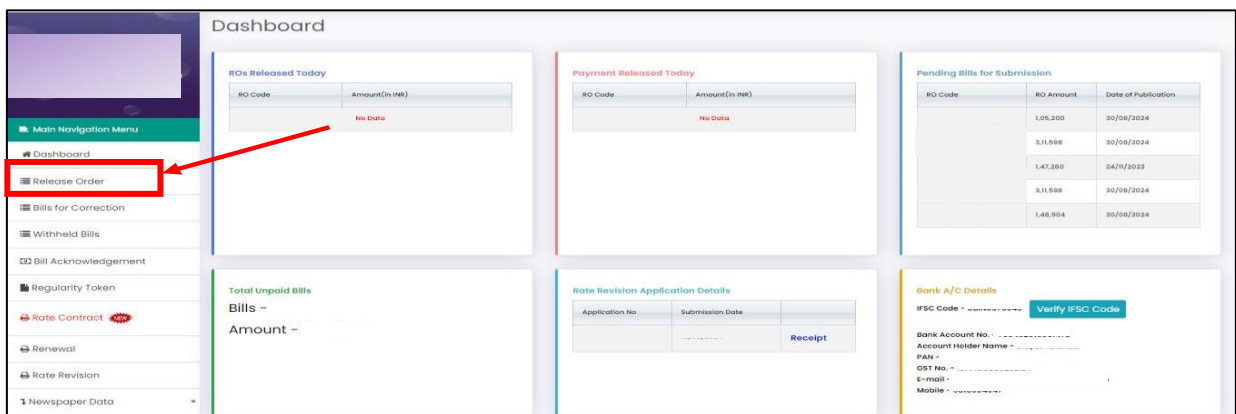 Dashboard
Main Navigation Menu
Dashboard
Release Order
Bills for Correction
Withheld Bills
Bill Acknowledgement
Regularity Token
Rate Contract NEW
Renewal
Rate Revision
Newspaper Data
ROs Released Today
RO Code Amount(in INR)
No Data
Payment Released Today
RO Code Amount(in INR)
No Data
Pending Bills for Submission
RO Code RO Amount Date of Publication
1,05,200 30/08/2024
3,11,598 30/08/2024
1,47,260 24/11/2023
3,11,598 30/08/2024
1,48,904 30/08/2024
Total Unpaid Bills
Bills -
Amount -
Rate Revision Application Details
Application No Submission Date
Receipt
Bank A/C Details
IFSC Code - Verify IFSC Code
Bank Account No. -
Account Holder Name -
PAN -
GST No. -
E-mail -
Mobile -